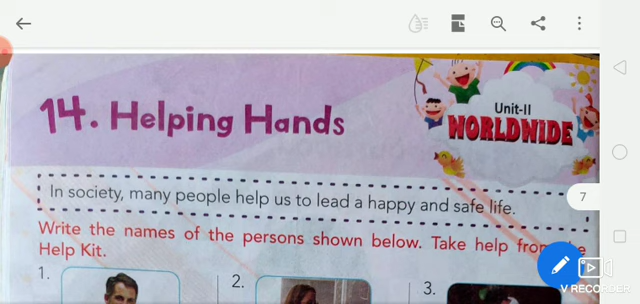 14. Helping Hands
Unit-II
WORLDWIDE
In society, many people help us to lead a happy and safe life.
7
Write the names of the persons shown below. Take help from the
Help Kit.
1.
2.
3.
V RECORDER